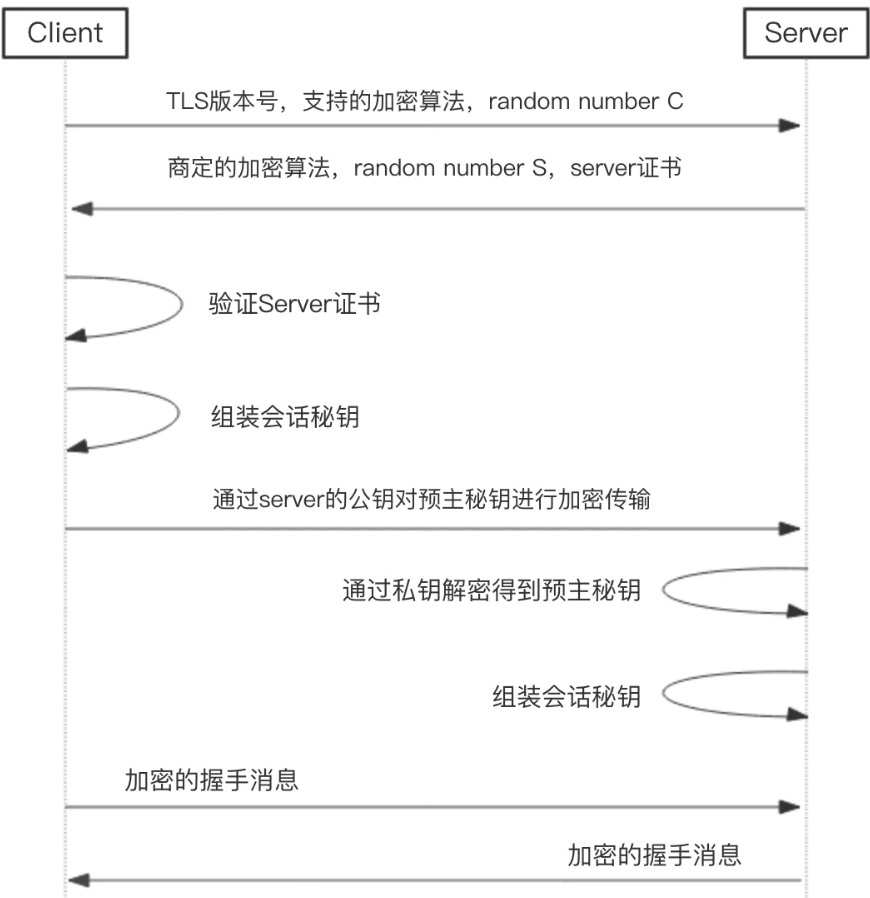 Client
Server
TLS版本号，支持的加密算法，random number C
商定的加密算法，random number S，server证书
验证Server证书
组装会话秘钥
通过server的公钥对预主秘钥进行加密传输
通过私钥解密得到预主秘钥
组装会话秘钥
加密的握手消息
加密的握手消息